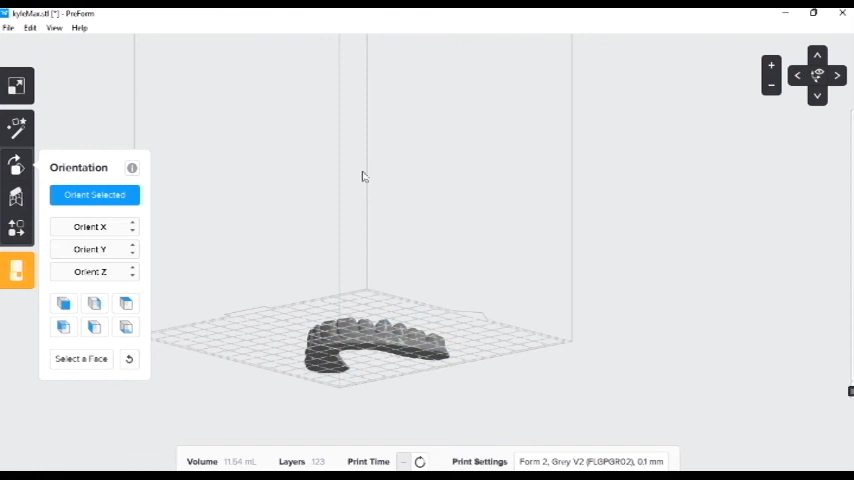 kyleMax.stl [*] - PreForm
File Edit View Help
Orientation
Orient Selected
Orient X
Orient Y
Orient Z
Select a Face
Volume 11.54 mL Layers 123 Print Time – Print Settings Form 2, Grey V2 (FLGPGR02), 0.1 mm